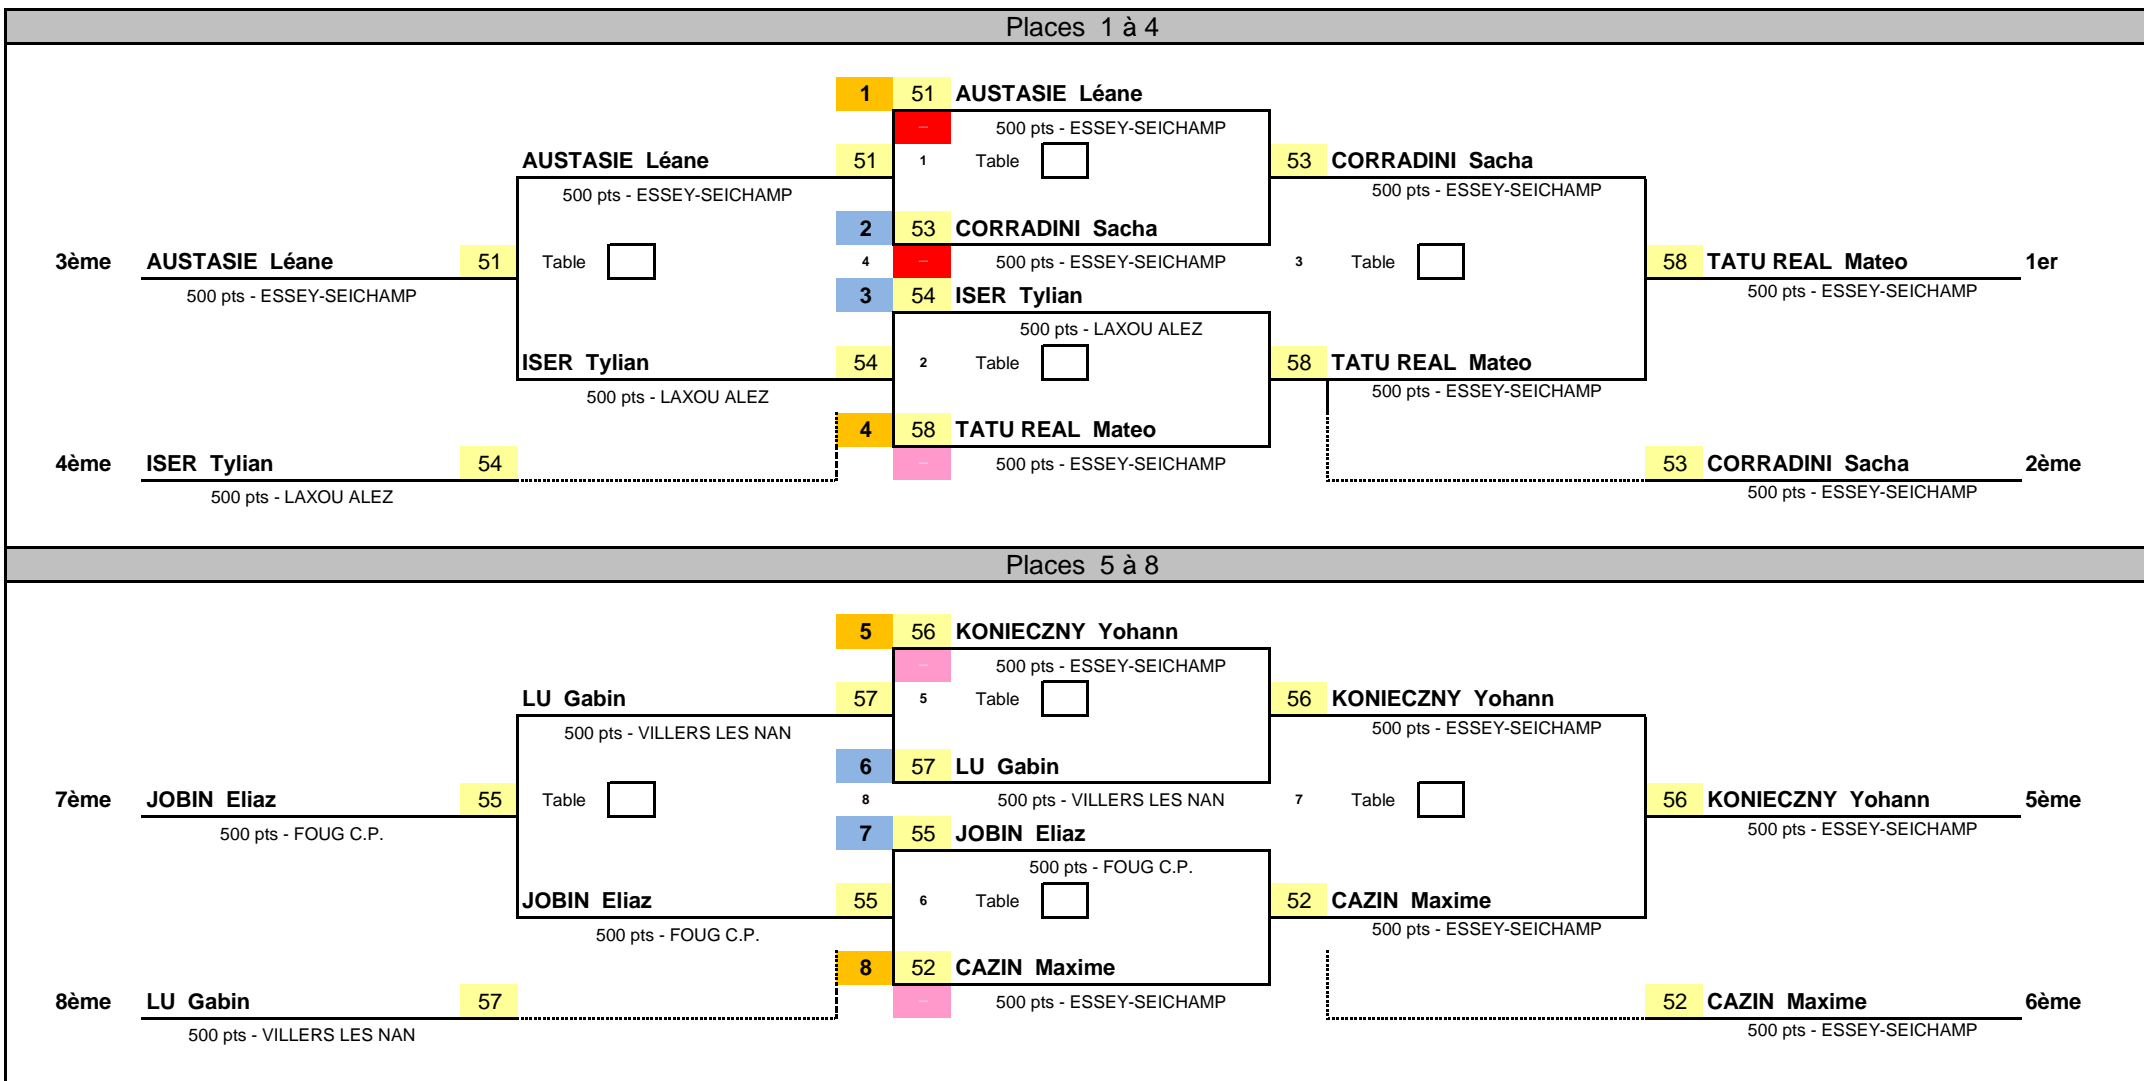 Places 1 à 4
1 51 AUSTASIE Léane
– 500 pts - ESSEY-SEICHAMP
AUSTASIE Léane 51 1 Table 53 CORRADINI Sacha
500 pts - ESSEY-SEICHAMP 500 pts - ESSEY-SEICHAMP
2 53 CORRADINI Sacha
3ème AUSTASIE Léane 51 Table 4 – 500 pts - ESSEY-SEICHAMP 3 Table 58 TATU REAL Mateo 1er
500 pts - ESSEY-SEICHAMP 3 54 ISER Tylian 500 pts - ESSEY-SEICHAMP
500 pts - LAXOU ALEZ
ISER Tylian 54 2 Table 58 TATU REAL Mateo
500 pts - LAXOU ALEZ 500 pts - ESSEY-SEICHAMP
4 58 TATU REAL Mateo
4ème ISER Tylian 54 – 500 pts - ESSEY-SEICHAMP 53 CORRADINI Sacha 2ème
500 pts - LAXOU ALEZ 500 pts - ESSEY-SEICHAMP
Places 5 à 8
5 56 KONIECZNY Yohann
– 500 pts - ESSEY-SEICHAMP
LU Gabin 57 5 Table 56 KONIECZNY Yohann
500 pts - VILLERS LES NAN 500 pts - ESSEY-SEICHAMP
6 57 LU Gabin
7ème JOBIN Eliaz 55 Table 8 500 pts - VILLERS LES NAN 7 Table 56 KONIECZNY Yohann 5ème
500 pts - FOUG C.P. 7 55 JOBIN Eliaz 500 pts - ESSEY-SEICHAMP
500 pts - FOUG C.P.
JOBIN Eliaz 55 6 Table 52 CAZIN Maxime
500 pts - FOUG C.P. 500 pts - ESSEY-SEICHAMP
8 52 CAZIN Maxime
8ème LU Gabin 57 – 500 pts - ESSEY-SEICHAMP 52 CAZIN Maxime 6ème
500 pts - VILLERS LES NAN 500 pts - ESSEY-SEICHAMP